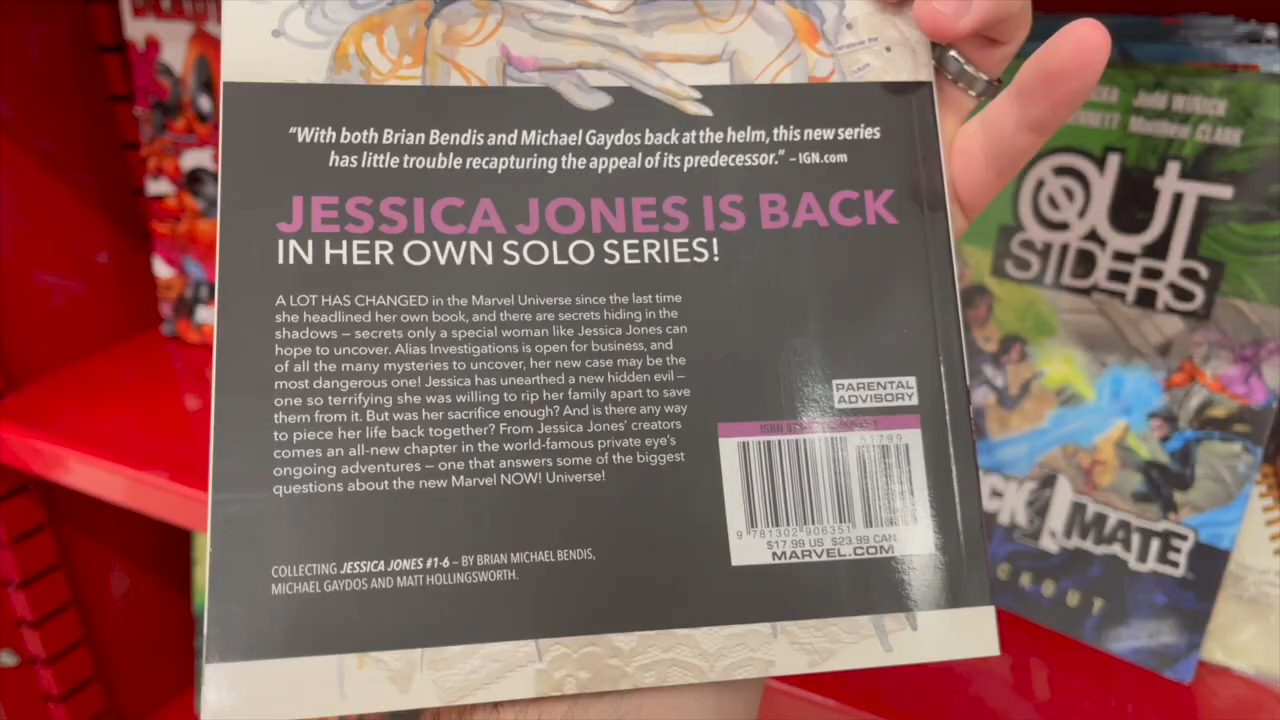 whatever the
future
"With both Brian Bendis and Michael Gaydos back at the helm, this new series
has little trouble recapturing the appeal of its predecessor." – IGN.com
JESSICA JONES IS BACK
IN HER OWN SOLO SERIES!
A LOT HAS CHANGED in the Marvel Universe since the last time
she headlined her own book, and there are secrets hiding in the
shadows — secrets only a special woman like Jessica Jones can
hope to uncover. Alias Investigations is open for business, and
of all the many mysteries to uncover, her new case may be the
most dangerous one! Jessica has unearthed a new hidden evil —
one so terrifying she was willing to rip her family apart to save
them from it. But was her sacrifice enough? And is there any way
to piece her life back together? From Jessica Jones' creators
comes an all-new chapter in the world-famous private eye's
ongoing adventures — one that answers some of the biggest
questions about the new Marvel NOW! Universe!
COLLECTING JESSICA JONES #1-6 – BY BRIAN MICHAEL BENDIS,
MICHAEL GAYDOS AND MATT HOLLINGSWORTH.
PARENTAL
ADVISORY
ISBN
51799
9 781302 906351
$17.99 US $23.99 CAN
MARVEL.COM
Judd WINICK
Matthew CLARK
OUT
SIDERS
MATE